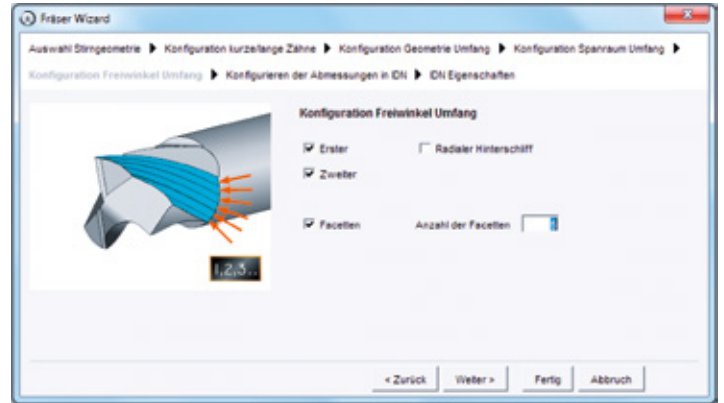 Fräser Wizard
Auswahl Stirngeometrie ▶ Konfiguration kurze/lange Zähne ▶ Konfiguration Geometrie Umfang ▶ Konfiguration Spanraum Umfang ▶
Konfiguration Freiwinkel Umfang ▶ Konfigurieren der Abmessungen in IDN ▶ IDN Eigenschaften
Konfiguration Freiwinkel Umfang
Erster Radialer Hinterschliff
Zweiter
Facetten Anzahl der Facetten
1,2,3..
< Zurück Weiter > Fertig Abbruch